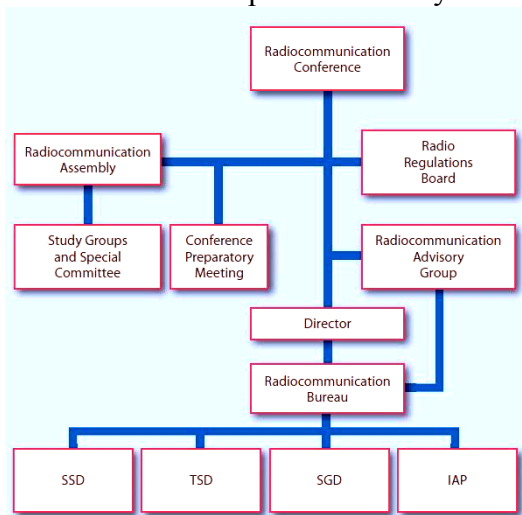 Radiocommunication
Conference
Radiocommunication
Assembly
Radio
Regulations
Board
Study Groups
and Special
Committee
Conference
Preparatory
Meeting
Radiocommunication
Advisory
Group
Director
Radiocommunication
Bureau
SSD
TSD
SGD
IAP